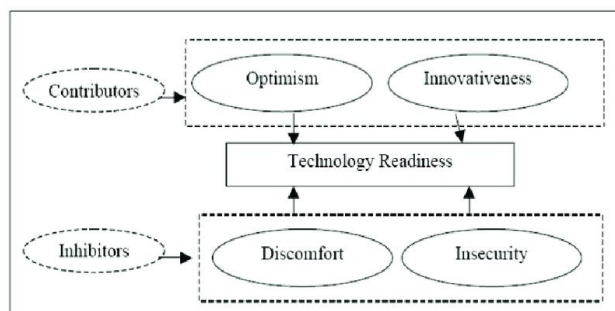 Optimism
Innovativeness
Contributors
Technology Readiness
Inhibitors
Discomfort
Insecurity